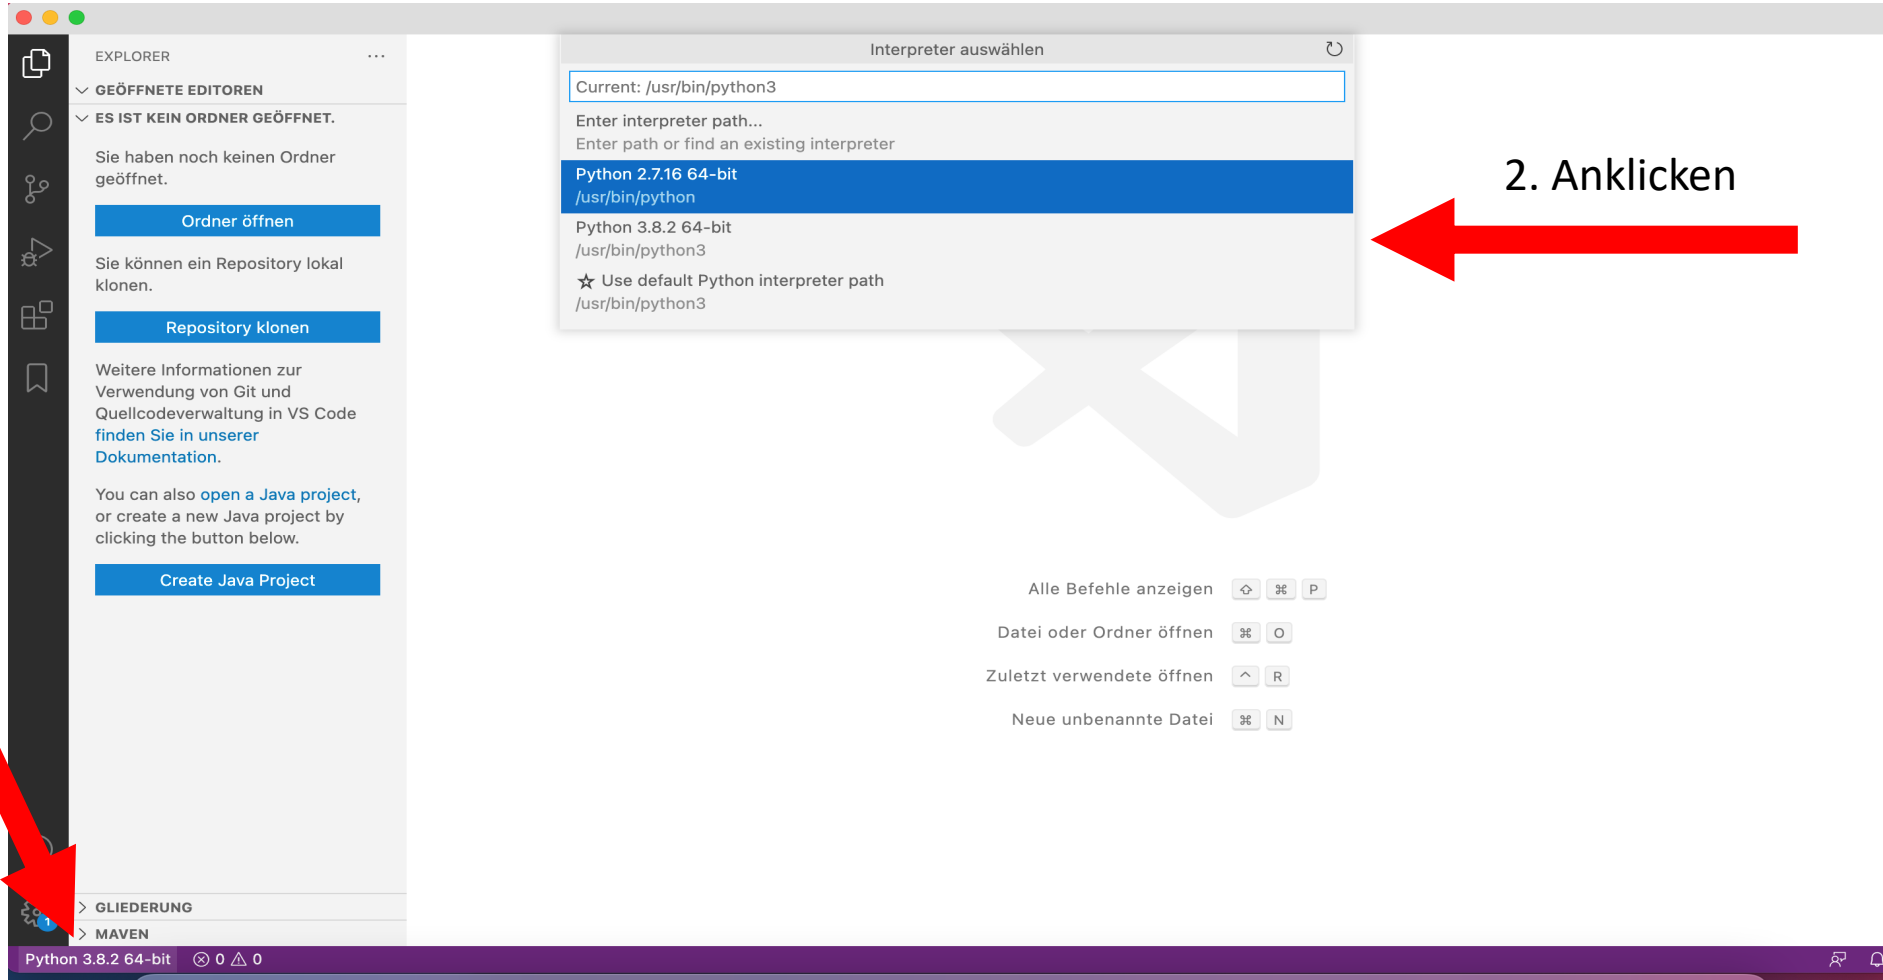 EXPLORER
GEÖFFNETE EDITOREN
ES IST KEIN ORDNER GEÖFFNET.
Sie haben noch keinen Ordner
geöffnet.
Ordner öffnen
Sie können ein Repository lokal
klonen.
Repository klonen
Weitere Informationen zur
Verwendung von Git und
Quellcodeverwaltung in VS Code
finden Sie in unserer
Dokumentation.
You can also open a Java project,
or create a new Java project by
clicking the button below.
Create Java Project
GLIEDERUNG
MAVEN
Interpreter auswählen
Current: /usr/bin/python3
Enter interpreter path...
Enter path or find an existing interpreter
Python 2.7.16 64-bit
/usr/bin/python
Python 3.8.2 64-bit
/usr/bin/python3
☆ Use default Python interpreter path
/usr/bin/python3
2. Anklicken
Alle Befehle anzeigen ⇧ ⌘ P
Datei oder Ordner öffnen ⌘ O
Zuletzt verwendete öffnen ^ R
Neue unbenannte Datei ⌘ N
1
Python 3.8.2 64-bit 0 0